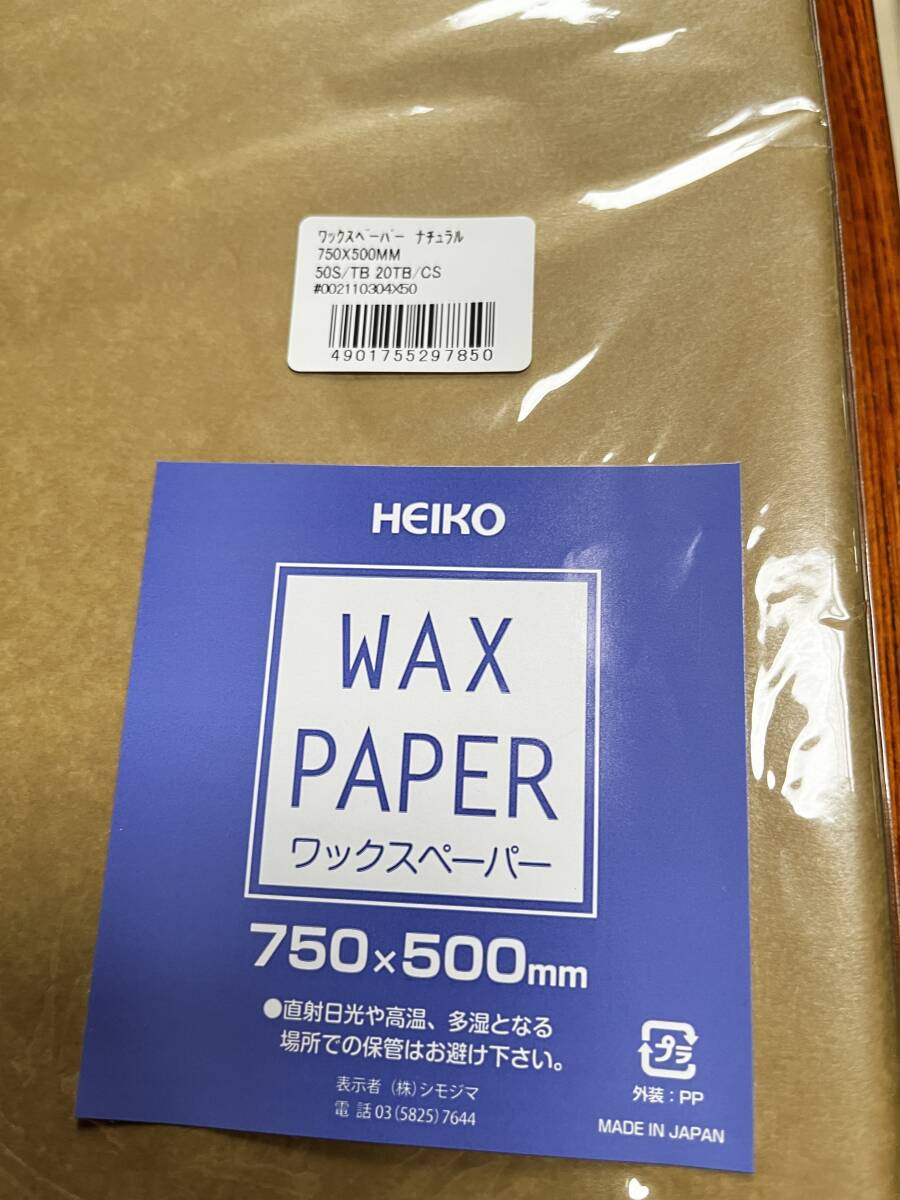 ﾜｯｸｽﾍﾟｰﾊﾟｰ ﾅﾁｭﾗﾙ
750X500MM
50S/TB 20TB/CS
#002110304X50
4901755297850
HEIKO
WAX
PAPER
ワックスペーパー
750×500mm
●直射日光や高温、多湿となる
場所での保管はお避け下さい。
表示者 (株)シモジマ
電話 03(5825)7644
プラ
外装:PP
MADE IN JAPAN